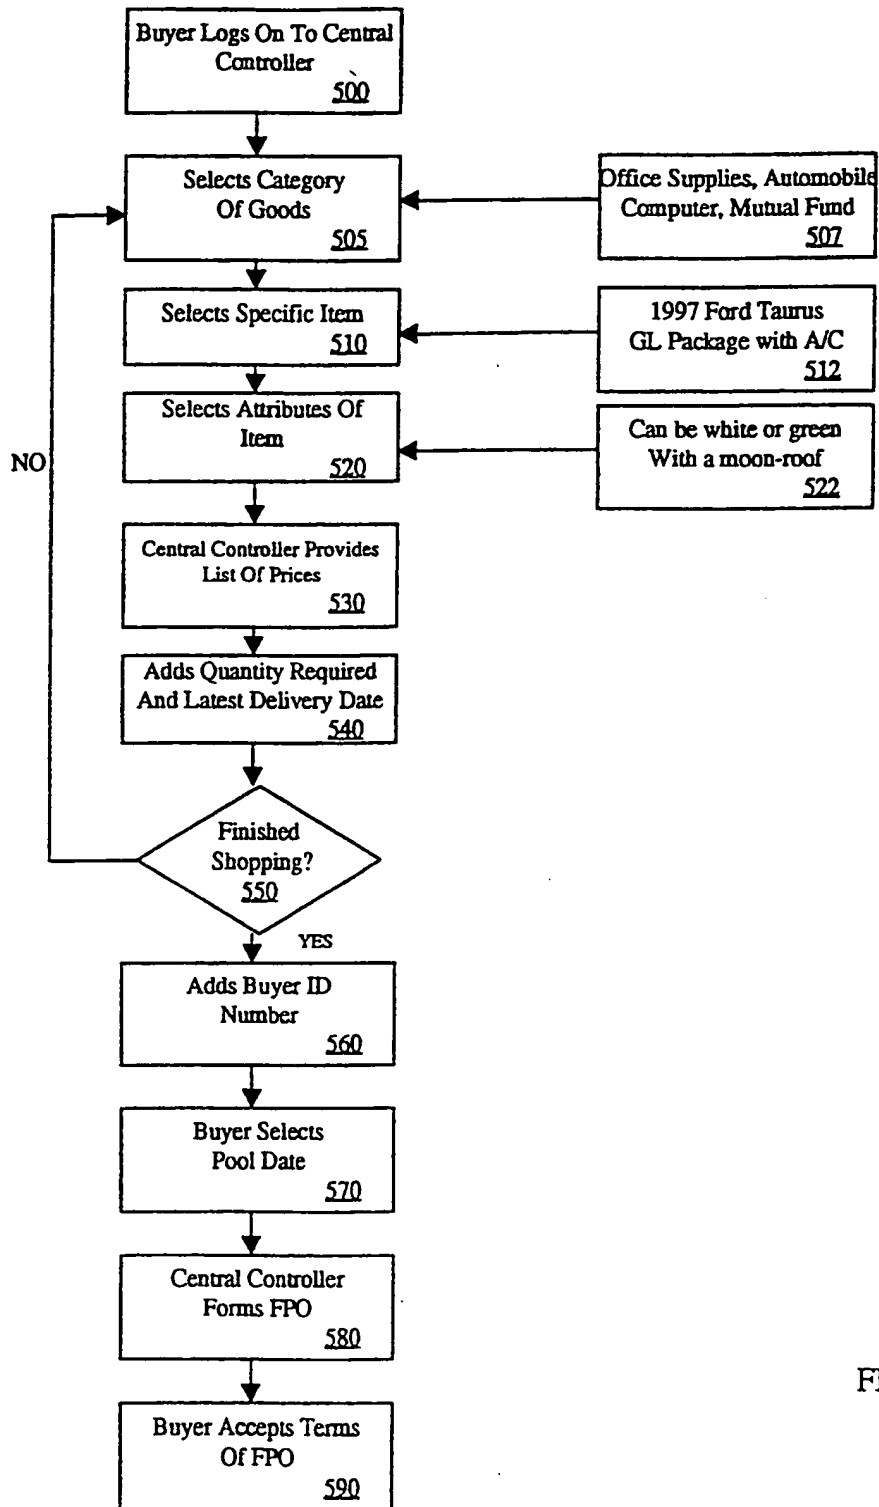 Buyer Logs On To Central
Controller
500
Selects Category
Of Goods
505
Office Supplies, Automobile
Computer, Mutual Fund
507
Selects Specific Item
510
1997 Ford Taurus
GL Package with A/C
512
Selects Attributes Of
Item
520
Can be white or green
With a moon-roof
522
NO
Central Controller Provides
List Of Prices
530
Adds Quantity Required
And Latest Delivery Date
540
Finished
Shopping?
550
YES
Adds Buyer ID
Number
560
Buyer Selects
Pool Date
570
Central Controller
Forms FPO
580
Buyer Accepts Terms
Of FPO
590